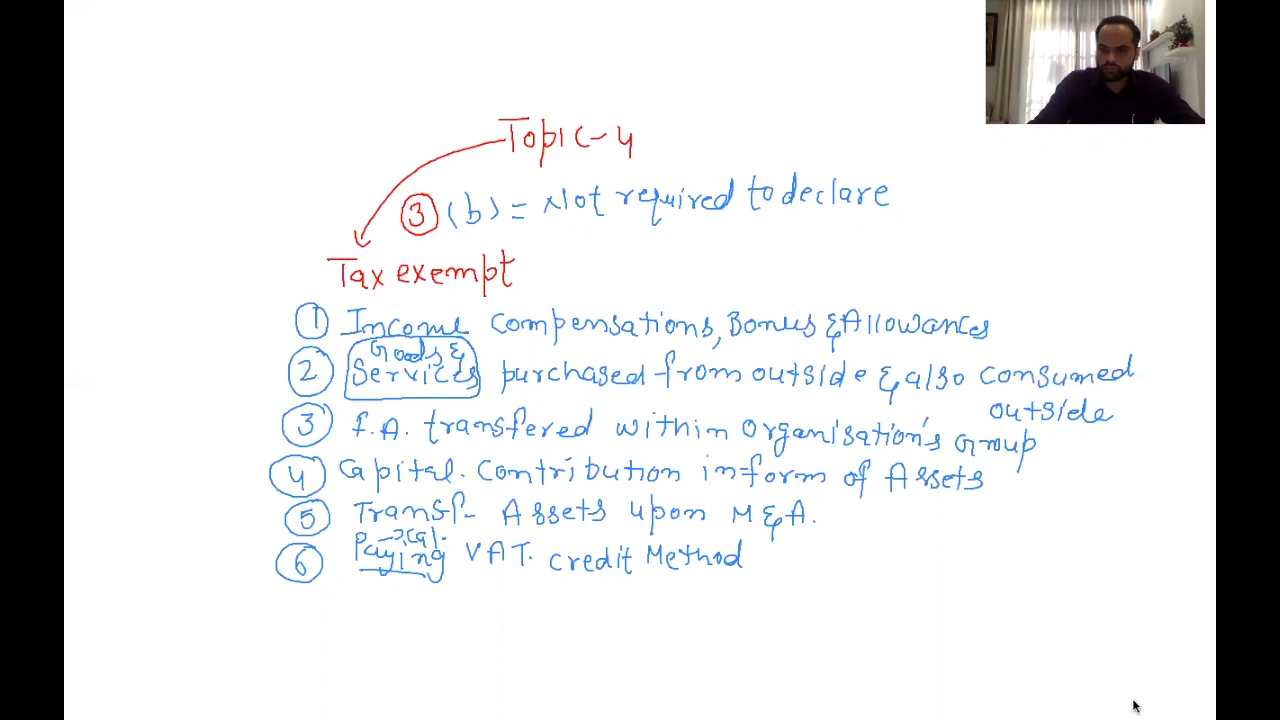 Topic - 4
③ (b) = Not required to declare
Tax exempt
① Income compensations, Bonus & Allowances
② Goods & Services purchased from outside & also consumed
outside
③ F.A. transfered within organisation's Group
④ Capital. Contribution in form of Assets
⑤ Transf. Assets upon M & A.
⑥ Paying → cal. VAT. credit Method